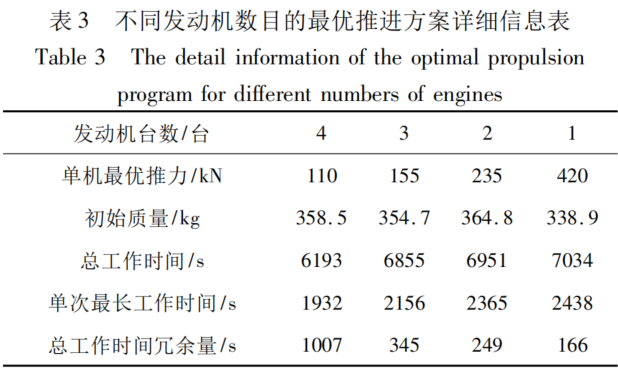 表3 不同发动机数目的最优推进方案详细信息表
Table 3 The detail information of the optimal propulsion
program for different numbers of engines
发动机台数/台 4 3 2 1
单机最优推力/kN 110 155 235 420
初始质量/kg 358.5 354.7 364.8 338.9
总工作时间/s 6193 6855 6951 7034
单次最长工作时间/s 1932 2156 2365 2438
总工作时间冗余量/s 1007 345 249 166